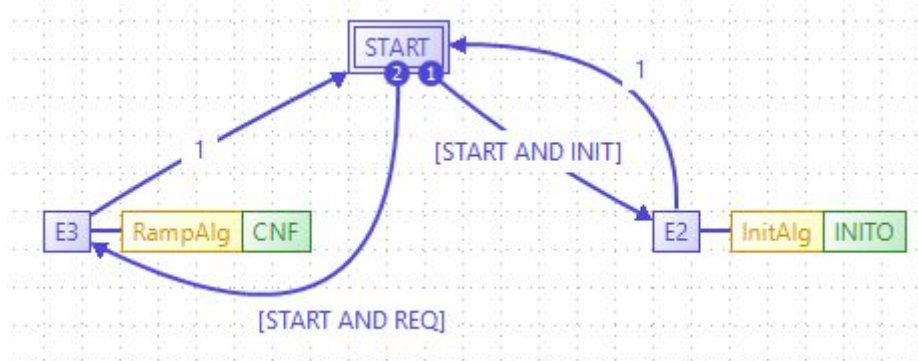 START
2 1
1
1
[START AND INIT]
E3 RampAlg CNF
E2 InitAlg INITO
[START AND REQ]